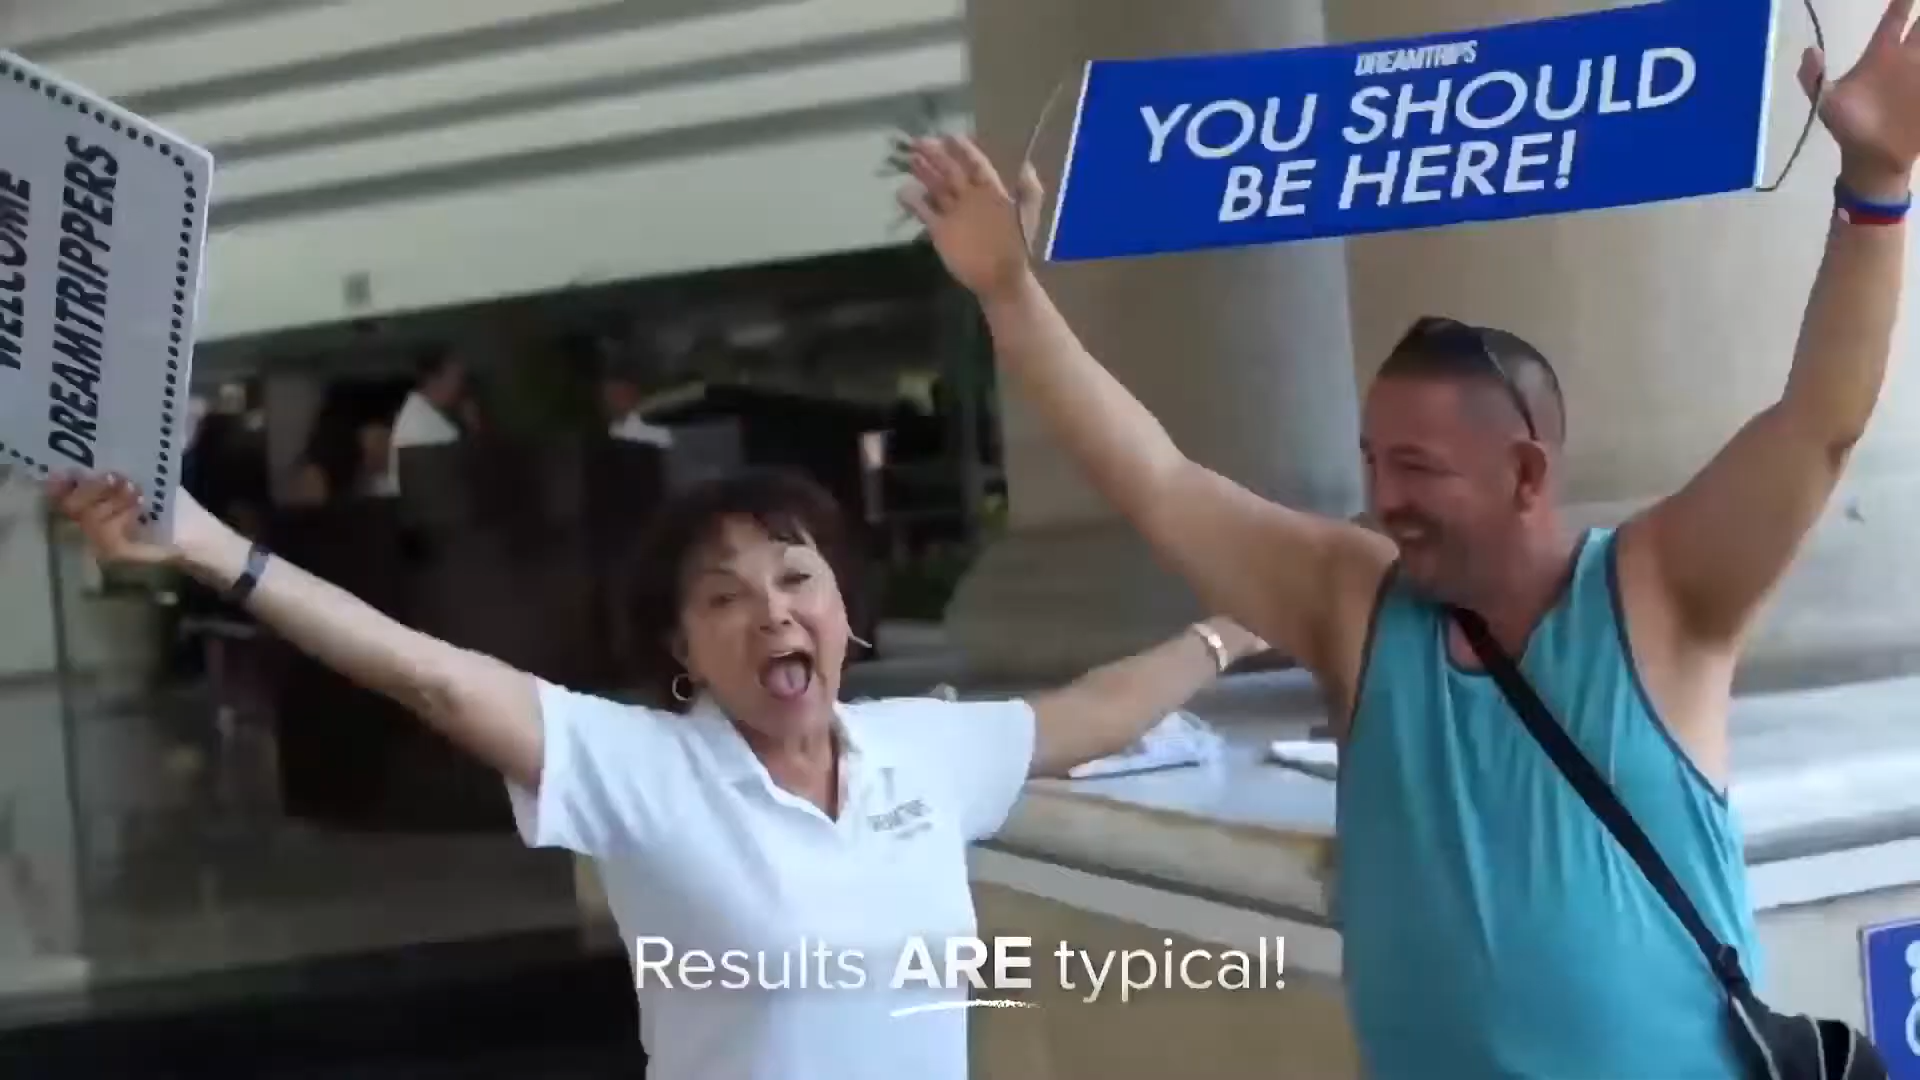 WELCOME
DREAMTRIPPERS
DREAMTRIPS
YOU SHOULD
BE HERE!
Results ARE typical!